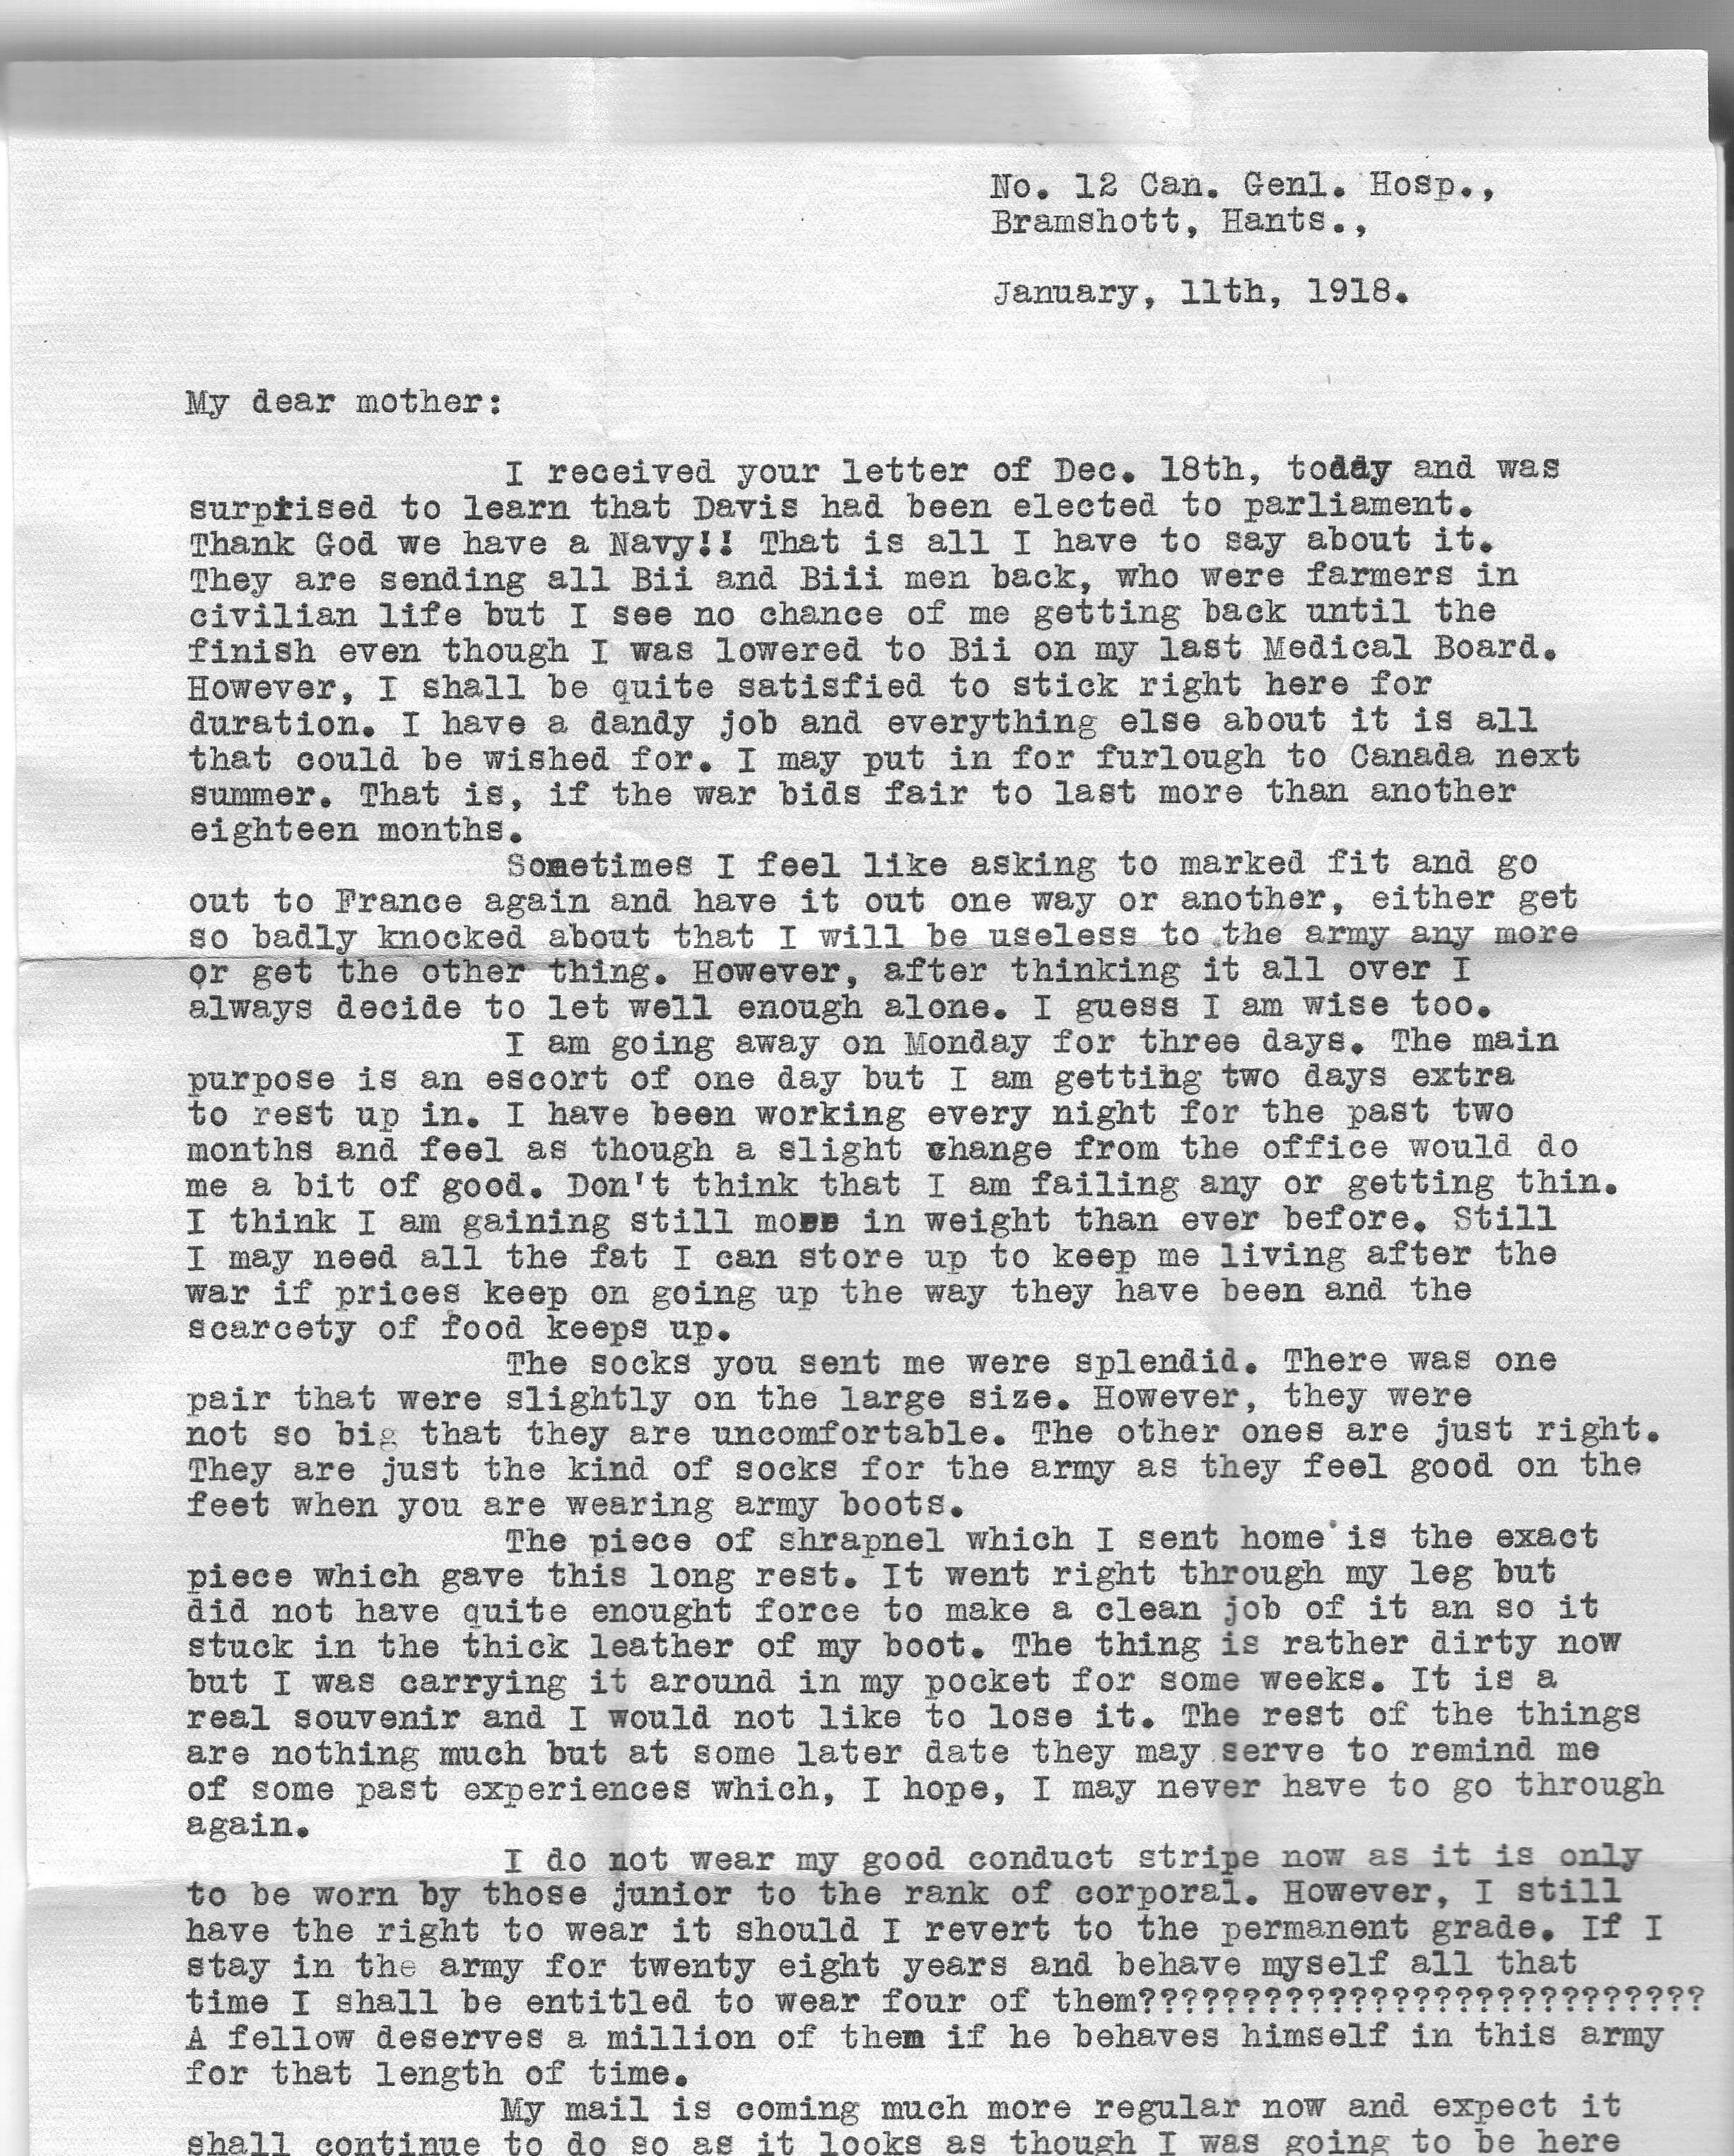 No. 12 Can. Genl. Hosp.,
Bramshott, Hants.,
January, 11th, 1918.
My dear mother:
I received your letter of Dec. 18th, today and was
surprised to learn that Davis had been elected to parliament.
Thank God we have a Navy!! That is all I have to say about it.
They are sending all Bii and Biii men back, who were farmers in
civilian life but I see no chance of me getting back until the
finish even though I was lowered to Bii on my last Medical Board.
However, I shall be quite satisfied to stick right here for
duration. I have a dandy job and everything else about it is all
that could be wished for. I may put in for furlough to Canada next
summer. That is, if the war bids fair to last more than another
eighteen months.
Sometimes I feel like asking to marked fit and go
out to France again and have it out one way or another, either get
so badly knocked about that I will be useless to the army any more
or get the other thing. However, after thinking it all over I
always decide to let well enough alone. I guess I am wise too.
I am going away on Monday for three days. The main
purpose is an escort of one day but I am getting two days extra
to rest up in. I have been working every night for the past two
months and feel as though a slight change from the office would do
me a bit of good. Don't think that I am failing any or getting thin.
I think I am gaining still more in weight than ever before. Still
I may need all the fat I can store up to keep me living after the
war if prices keep on going up the way they have been and the
scarcety of food keeps up.
The socks you sent me were splendid. There was one
pair that were slightly on the large size. However, they were
not so big that they are uncomfortable. The other ones are just right.
They are just the kind of socks for the army as they feel good on the
feet when you are wearing army boots.
The piece of shrapnel which I sent home is the exact
piece which gave this long rest. It went right through my leg but
did not have quite enought force to make a clean job of it an so it
stuck in the thick leather of my boot. The thing is rather dirty now
but I was carrying it around in my pocket for some weeks. It is a
real souvenir and I would not like to lose it. The rest of the things
are nothing much but at some later date they may serve to remind me
of some past experiences which, I hope, I may never have to go through
again.
I do not wear my good conduct stripe now as it is only
to be worn by those junior to the rank of corporal. However, I still
have the right to wear it should I revert to the permanent grade. If I
stay in the army for twenty eight years and behave myself all that
time I shall be entitled to wear four of them???????????????????????????
A fellow deserves a million of them if he behaves himself in this army
for that length of time.
My mail is coming much more regular now and expect it
shall continue to do so as it looks as though I was going to be here